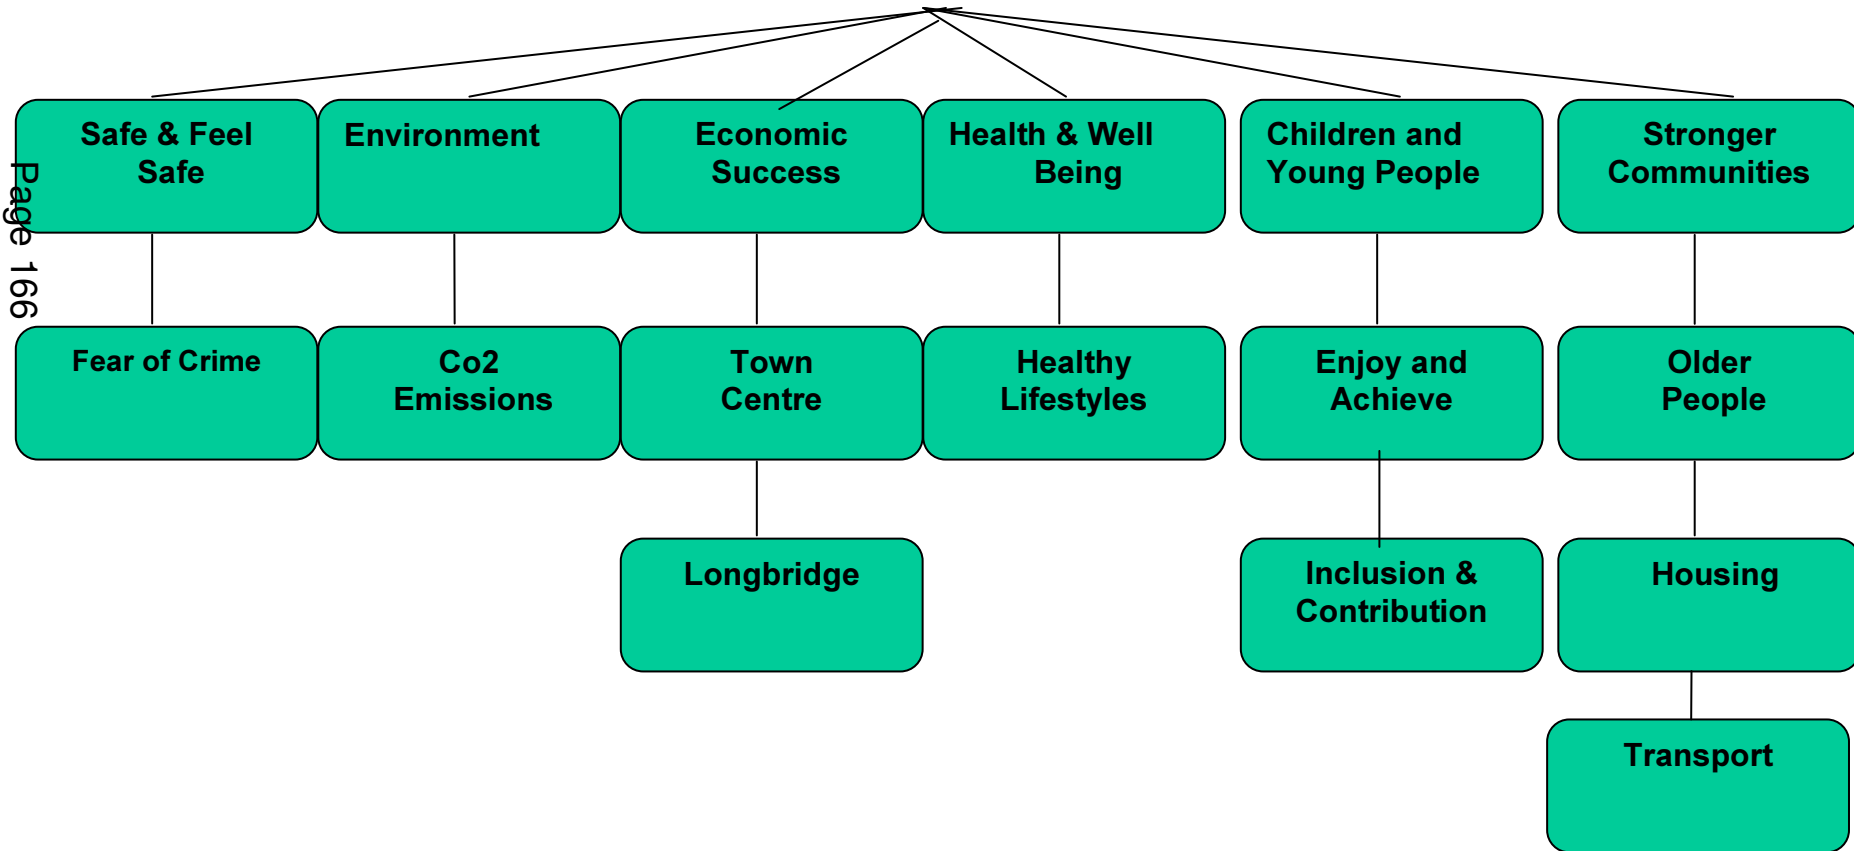 Safe & Feel
Safe
Environment
Economic
Success
Health & Well
Being
Children and
Young People
Stronger
Communities
Page 166
Fear of Crime
Co2
Emissions
Town
Centre
Healthy
Lifestyles
Enjoy and
Achieve
Older
People
Longbridge
Inclusion &
Contribution
Housing
Transport